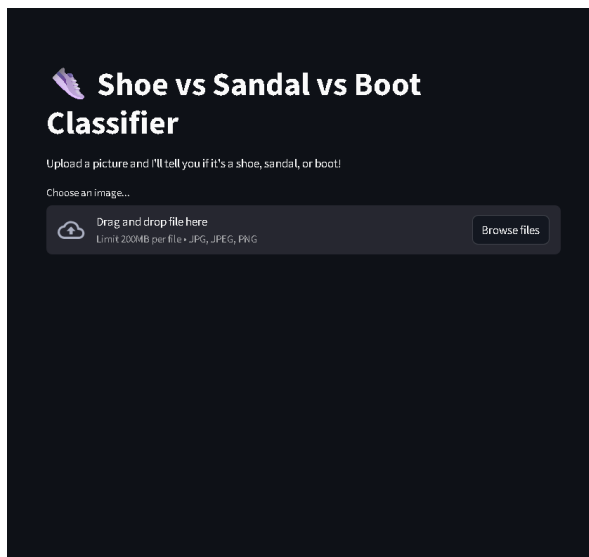 👟 Shoe vs Sandal vs Boot
Classifier
Upload a picture and I'll tell you if it's a shoe, sandal, or boot!
Choose an image...
Drag and drop file here
Limit 200MB per file • JPG, JPEG, PNG
Browse files